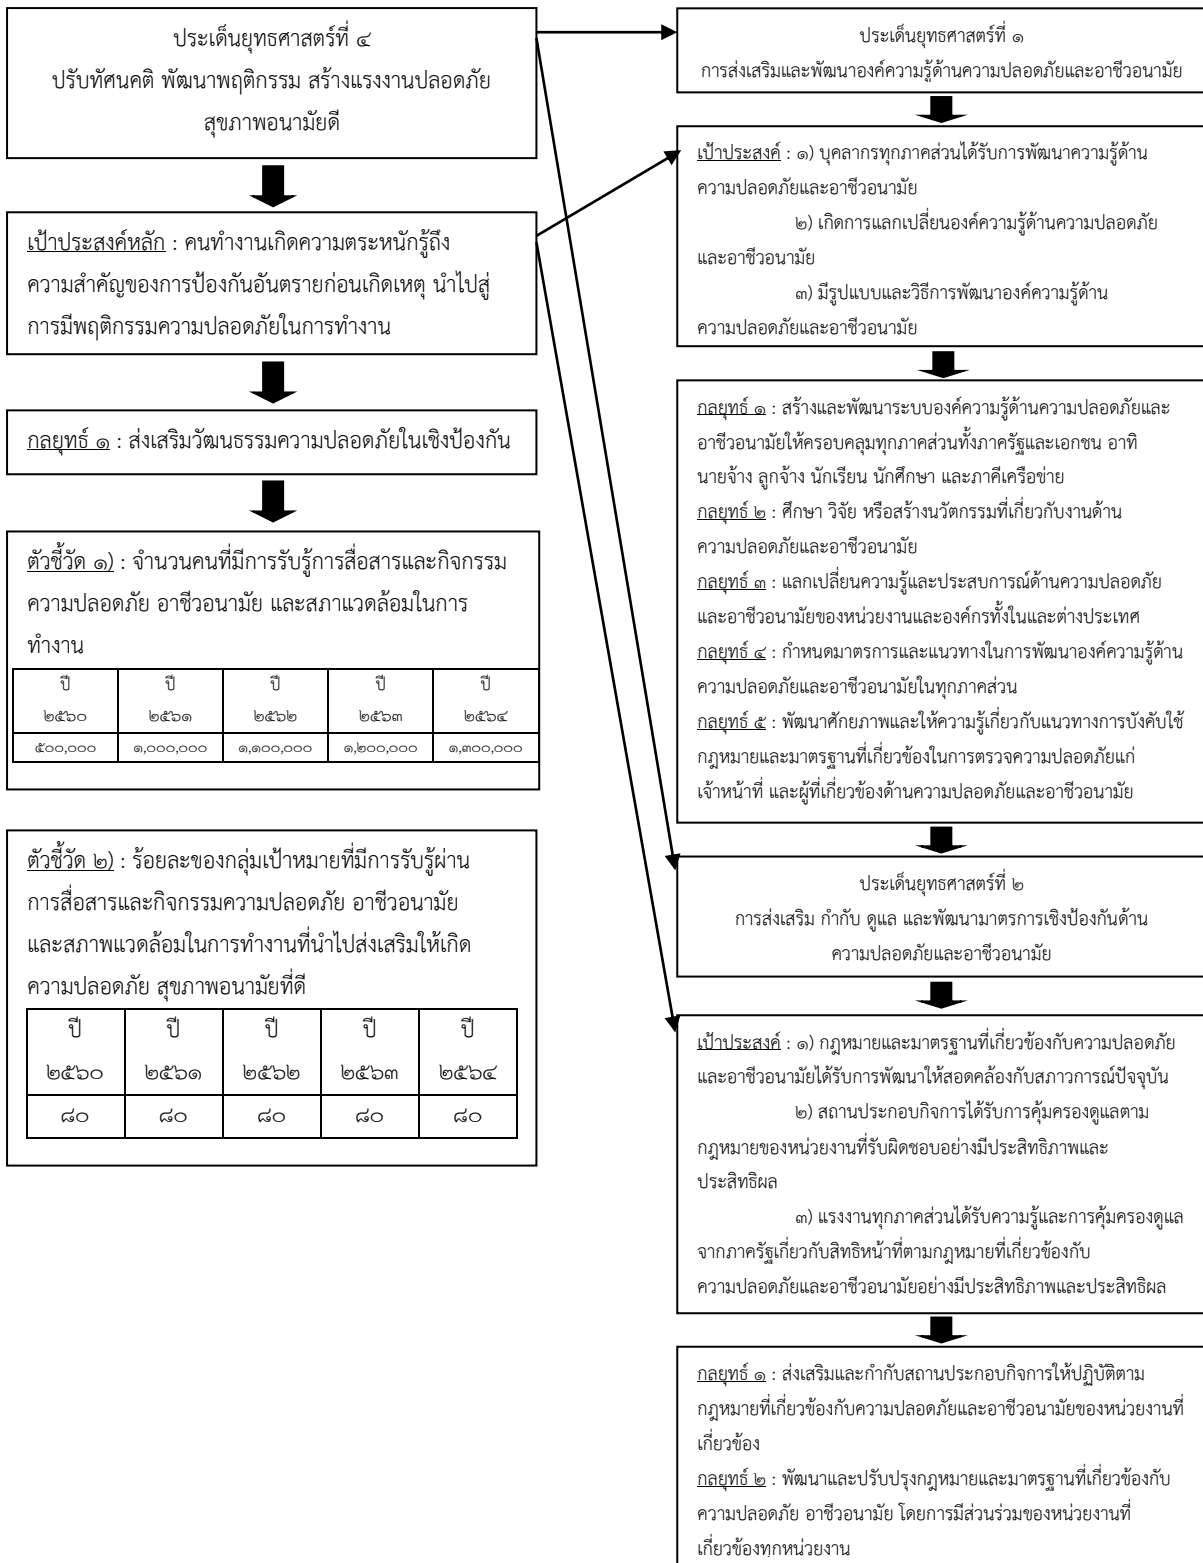 ประเด็นยุทธศาสตร์ที่ ๔
ปรับทัศนคติ พัฒนาพฤติกรรม สร้างแรงงานปลอดภัย
สุขภาพอนามัยดี
เป้าประสงค์หลัก : คนทำงานเกิดความตระหนักรู้ถึง
ความสำคัญของการป้องกันอันตรายก่อนเกิดเหตุ นำไปสู่
การมีพฤติกรรมความปลอดภัยในการทำงาน
กลยุทธ์ ๑ : ส่งเสริมวัฒนธรรมความปลอดภัยในเชิงป้องกัน
ตัวชี้วัด ๑) : จำนวนคนที่มีการรับรู้การสื่อสารและกิจกรรม
ความปลอดภัย อาชีวอนามัย และสภาแวดล้อมในการ
ทำงาน
ปี ปี ปี ปี ปี
๒๕๖๐ ๒๕๖๑ ๒๕๖๒ ๒๕๖๓ ๒๕๖๔
๕๐๐,๐๐๐ ๑,๐๐๐,๐๐๐ ๑,๑๐๐,๐๐๐ ๑,๒๐๐,๐๐๐ ๑,๓๐๐,๐๐๐
ตัวชี้วัด ๒) : ร้อยละของกลุ่มเป้าหมายที่มีการรับรู้ผ่าน
การสื่อสารและกิจกรรมความปลอดภัย อาชีวอนามัย
และสภาพแวดล้อมในการทำงานที่นำไปส่งเสริมให้เกิด
ความปลอดภัย สุขภาพอนามัยที่ดี
ปี ปี ปี ปี ปี
๒๕๖๐ ๒๕๖๑ ๒๕๖๒ ๒๕๖๓ ๒๕๖๔
๘๐ ๘๐ ๘๐ ๘๐ ๘๐
ประเด็นยุทธศาสตร์ที่ ๑
การส่งเสริมและพัฒนาองค์ความรู้ด้านความปลอดภัยและอาชีวอนามัย
เป้าประสงค์ : ๑) บุคลากรทุกภาคส่วนได้รับการพัฒนาความรู้ด้าน
ความปลอดภัยและอาชีวอนามัย
๒) เกิดการแลกเปลี่ยนองค์ความรู้ด้านความปลอดภัย
และอาชีวอนามัย
๓) มีรูปแบบและวิธีการพัฒนาองค์ความรู้ด้าน
ความปลอดภัยและอาชีวอนามัย
กลยุทธ์ ๑ : สร้างและพัฒนาระบบองค์ความรู้ด้านความปลอดภัยและ
อาชีวอนามัยให้ครอบคลุมทุกภาคส่วนทั้งภาครัฐและเอกชน อาทิ
นายจ้าง ลูกจ้าง นักเรียน นักศึกษา และภาคีเครือข่าย
กลยุทธ์ ๒ : ศึกษา วิจัย หรือสร้างนวัตกรรมที่เกี่ยวกับงานด้าน
ความปลอดภัยและอาชีวอนามัย
กลยุทธ์ ๓ : แลกเปลี่ยนความรู้และประสบการณ์ด้านความปลอดภัย
และอาชีวอนามัยของหน่วยงานและองค์กรทั้งในและต่างประเทศ
กลยุทธ์ ๔ : กำหนดมาตรการและแนวทางในการพัฒนาองค์ความรู้ด้าน
ความปลอดภัยและอาชีวอนามัยในทุกภาคส่วน
กลยุทธ์ ๕ : พัฒนาศักยภาพและให้ความรู้เกี่ยวกับแนวทางการบังคับใช้
กฎหมายและมาตรฐานที่เกี่ยวข้องในการตรวจความปลอดภัยแก่
เจ้าหน้าที่ และผู้ที่เกี่ยวข้องด้านความปลอดภัยและอาชีวอนามัย
ประเด็นยุทธศาสตร์ที่ ๒
การส่งเสริม กำกับ ดูแล และพัฒนามาตรการเชิงป้องกันด้าน
ความปลอดภัยและอาชีวอนามัย
เป้าประสงค์ : ๑) กฎหมายและมาตรฐานที่เกี่ยวข้องกับความปลอดภัย
และอาชีวอนามัยได้รับการพัฒนาให้สอดคล้องกับสภาวการณ์ปัจจุบัน
๒) สถานประกอบกิจการได้รับการคุ้มครองดูแลตาม
กฎหมายของหน่วยงานที่รับผิดชอบอย่างมีประสิทธิภาพและ
ประสิทธิผล
๓) แรงงานทุกภาคส่วนได้รับความรู้และการคุ้มครองดูแล
จากภาครัฐเกี่ยวกับสิทธิหน้าที่ตามกฎหมายที่เกี่ยวข้องกับ
ความปลอดภัยและอาชีวอนามัยอย่างมีประสิทธิภาพและประสิทธิผล
กลยุทธ์ ๑ : ส่งเสริมและกำกับสถานประกอบกิจการให้ปฏิบัติตาม
กฎหมายที่เกี่ยวข้องกับความปลอดภัยและอาชีวอนามัยของหน่วยงานที่
เกี่ยวข้อง
กลยุทธ์ ๒ : พัฒนาและปรับปรุงกฎหมายและมาตรฐานที่เกี่ยวข้องกับ
ความปลอดภัย อาชีวอนามัย โดยการมีส่วนร่วมของหน่วยงานที่
เกี่ยวข้องทุกหน่วยงาน